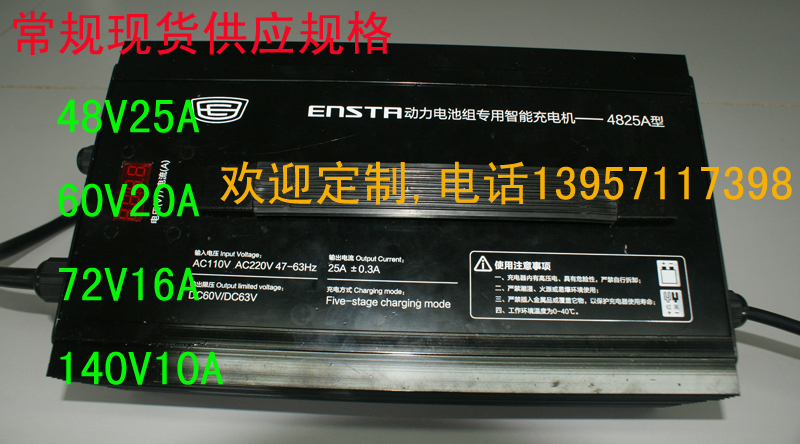 常规现货供应规格
48V25A
ENSTA 动力电池组专用智能充电机——4825A型
60V20A
欢迎定制,电话13957117398
输入电压 Input Voltage:
AC110V AC220V 47-63Hz
输出电流 Output Current:
25A ±0.3A
72V16A
输出限压 Output limited voltage:
DC60V/DC63V
充电方式 Charging mode:
Five-stage charging mode
使用注意事项
一、充电器内有高压电,具有危险性,严禁自行拆卸;
二、严禁潮湿、火源或易爆环境使用;
三、严禁插入金属品或覆盖它物,以保护充电器使用寿命;
四、工作环境温度为0-40℃。
140V10A